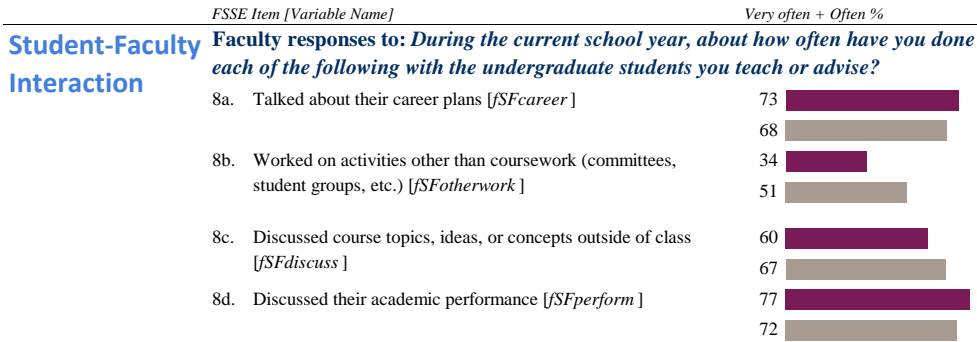 FSSE Item [Variable Name] Very often + Often %
Student-Faculty Interaction
Faculty responses to: During the current school year, about how often have you done
each of the following with the undergraduate students you teach or advise?
8a. Talked about their career plans [fSFcareer] 73
68
8b. Worked on activities other than coursework (committees, 34
student groups, etc.) [fSFotherwork] 51
8c. Discussed course topics, ideas, or concepts outside of class 60
[fSFdiscuss] 67
8d. Discussed their academic performance [fSFperform] 77
72